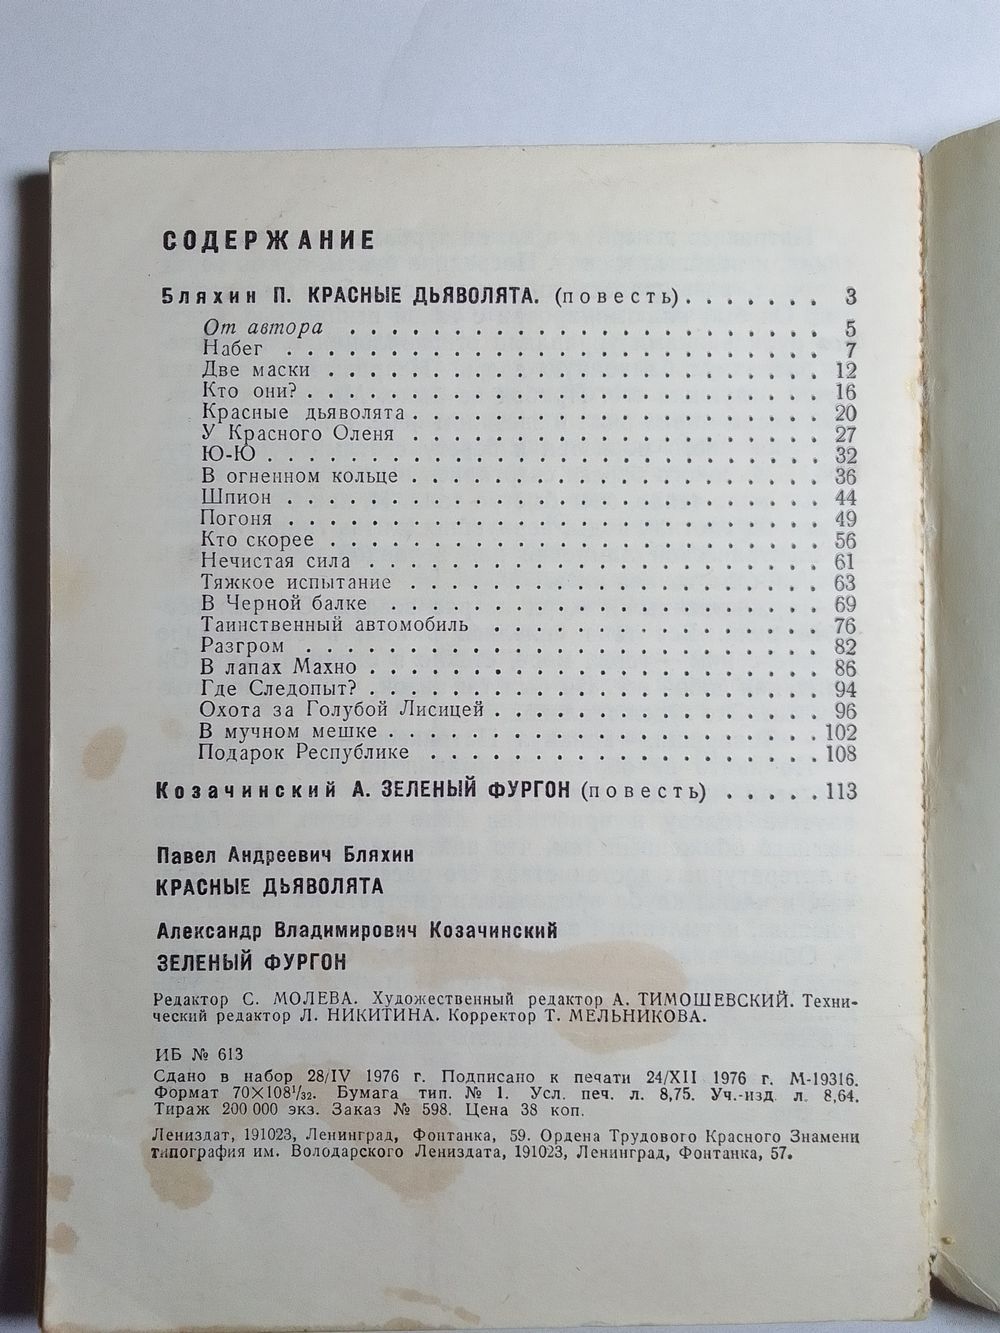 СОДЕРЖАНИЕ
Бляхин П. КРАСНЫЕ ДЬЯВОЛЯТА. (повесть) . . . . . . . 3
От автора . . . . . . . . . . . . . . . . . . . . . . . 5
Набег . . . . . . . . . . . . . . . . . . . . . . . . . . 7
Две маски . . . . . . . . . . . . . . . . . . . . . . . . 12
Кто они? . . . . . . . . . . . . . . . . . . . . . . . . . 16
Красные дьяволята . . . . . . . . . . . . . . . . . . . . 20
У Красного Оленя . . . . . . . . . . . . . . . . . . . . 27
Ю-Ю . . . . . . . . . . . . . . . . . . . . . . . . . . . 32
В огненном кольце . . . . . . . . . . . . . . . . . . . . 36
Шпион . . . . . . . . . . . . . . . . . . . . . . . . . . 44
Погоня . . . . . . . . . . . . . . . . . . . . . . . . . . 49
Кто скорее . . . . . . . . . . . . . . . . . . . . . . . . 56
Нечистая сила . . . . . . . . . . . . . . . . . . . . . . 61
Тяжкое испытание . . . . . . . . . . . . . . . . . . . . 63
В Черной балке . . . . . . . . . . . . . . . . . . . . . 69
Таинственный автомобиль . . . . . . . . . . . . . . . . 76
Разгром . . . . . . . . . . . . . . . . . . . . . . . . . 82
В лапах Махно . . . . . . . . . . . . . . . . . . . . . . 86
Где Следопыт? . . . . . . . . . . . . . . . . . . . . . . 94
Охота за Голубой Лисицей . . . . . . . . . . . . . . . . 96
В мучном мешке . . . . . . . . . . . . . . . . . . . . . 102
Подарок Республике . . . . . . . . . . . . . . . . . . . 108
Козачинский А. ЗЕЛЕНЫЙ ФУРГОН (повесть) . . . . . 113
Павел Андреевич Бляхин
КРАСНЫЕ ДЬЯВОЛЯТА
Александр Владимирович Козачинский
ЗЕЛЕНЫЙ ФУРГОН
Редактор С. МОЛЕВА. Художественный редактор А. ТИМОШЕВСКИЙ. Техни-
ческий редактор Л. НИКИТИНА. Корректор Т. МЕЛЬНИКОВА.
ИБ № 613
Сдано в набор 28/IV 1976 г. Подписано к печати 24/XII 1976 г. М-19316.
Формат 70×108¹/₃₂. Бумага тип. № 1. Усл. печ. л. 8,75. Уч.-изд. л. 8,64.
Тираж 200 000 экз. Заказ № 598. Цена 38 коп.
Лениздат, 191023, Ленинград, Фонтанка, 59. Ордена Трудового Красного Знамени
типография им. Володарского Лениздата, 191023, Ленинград, Фонтанка, 57.